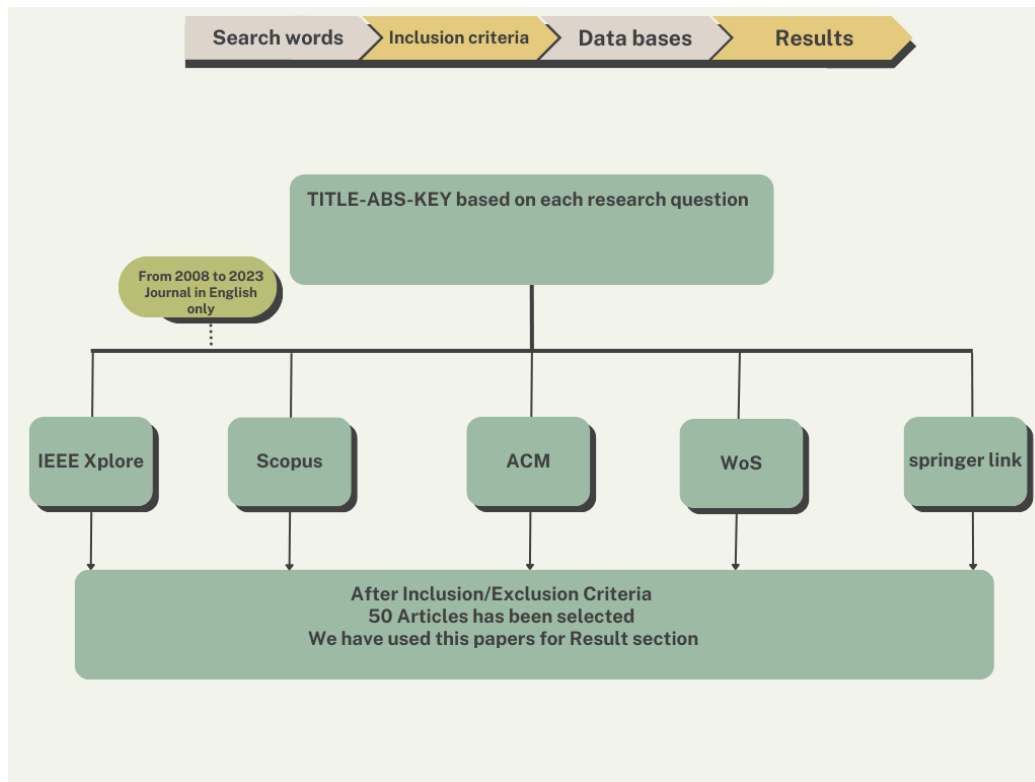 Search words
Inclusion criteria
Data bases
Results
TITLE-ABS-KEY based on each research question
From 2008 to 2023
Journal in English
only
IEEE Xplore
Scopus
ACM
WoS
springer link
After Inclusion/Exclusion Criteria
50 Articles has been selected
We have used this papers for Result section